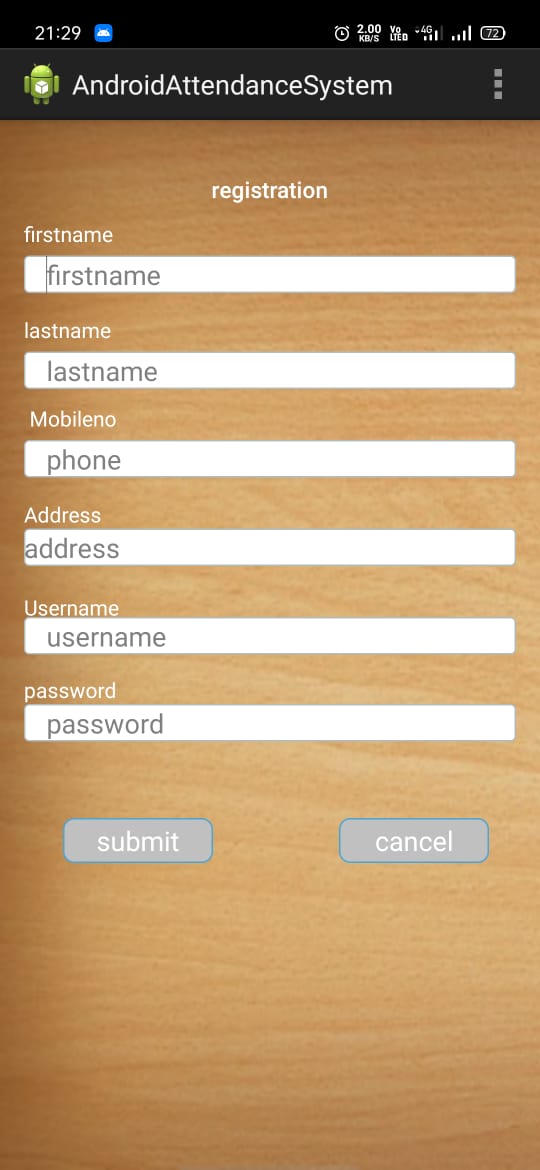 21:29 2.00 KB/S Vo LTED 4G 72
AndroidAttendanceSystem
registration
firstname
firstname
lastname
lastname
Mobileno
phone
Address
address
Username
username
password
password
submit cancel